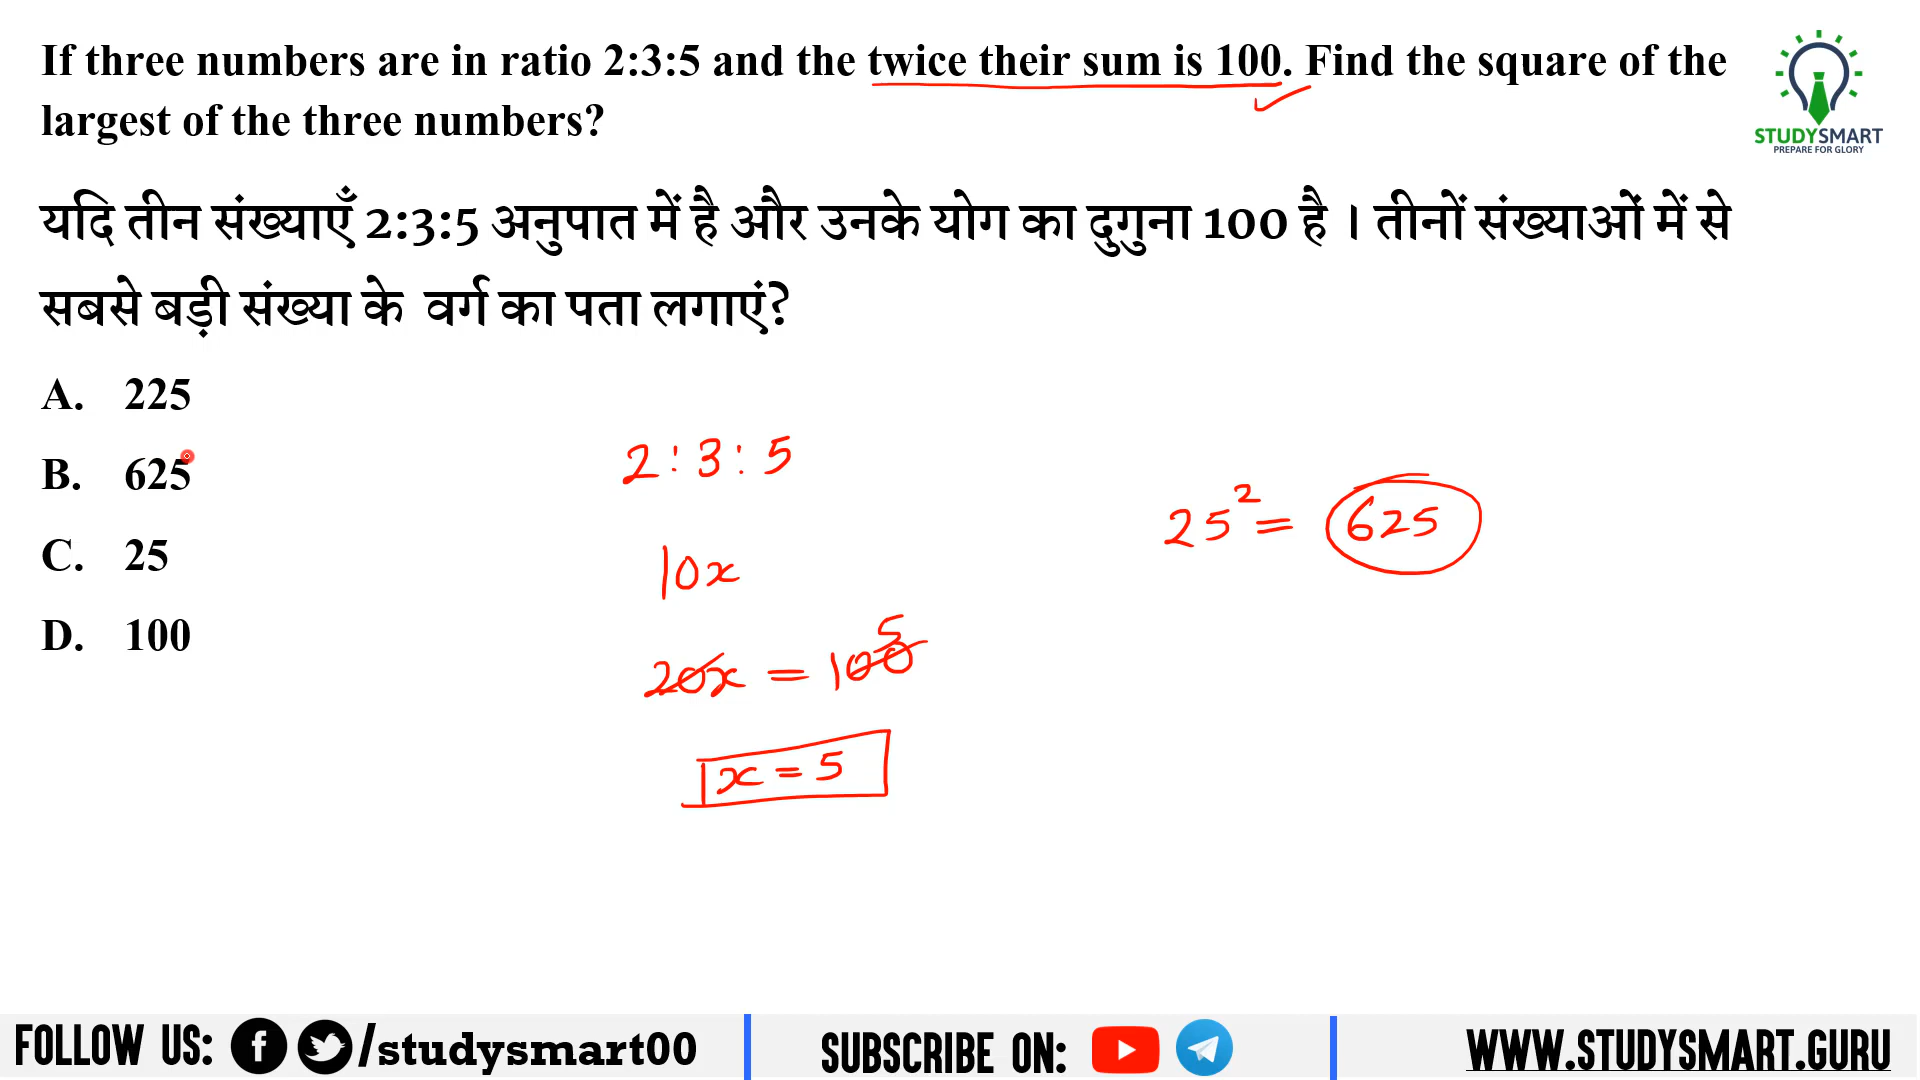 If three numbers are in ratio 2:3:5 and the twice their sum is 100. Find the square of the
largest of the three numbers?
STUDYSMART
PREPARE FOR GLORY
यदि तीन संख्याएँ 2:3:5 अनुपात में है और उनके योग का दुगुना 100 है । तीनों संख्याओं में से
सबसे बड़ी संख्या के वर्ग का पता लगाएं?
A. 225
B. 625
C. 25
D. 100
2 : 3 : 5
10x
20x = 100
5
x = 5
25² = 625
FOLLOW US: /studysmart00
SUBSCRIBE ON:
WWW.STUDYSMART.GURU